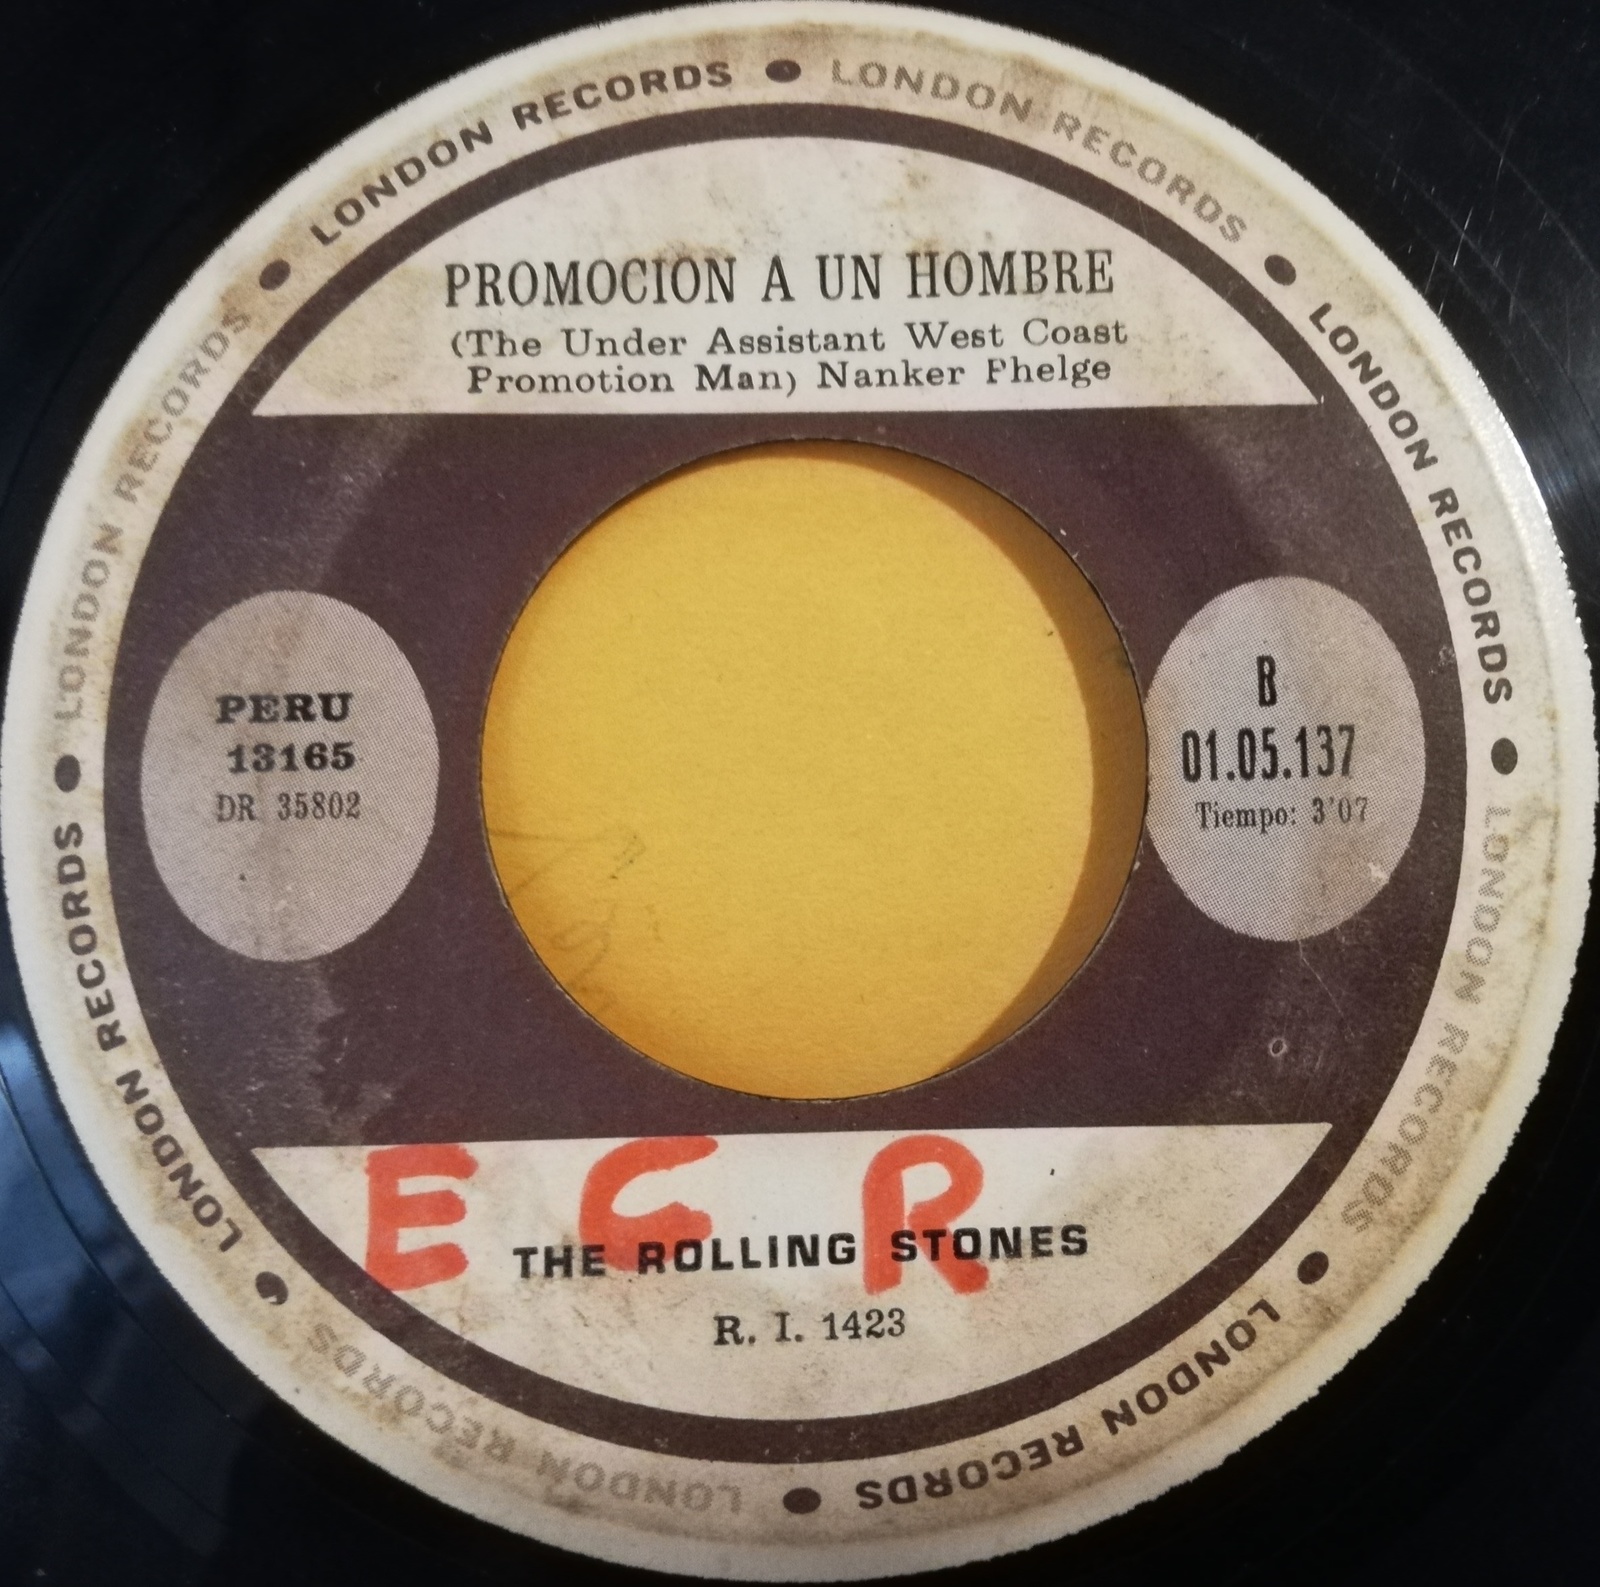 LONDON RECORDS ● LONDON RECORDS ● LONDON RECORDS ● LONDON RECORDS ● LONDON RECORDS ● LONDON RECORDS ● LONDON RECORDS ● LONDON RECORDS ●
PROMOCION A UN HOMBRE
(The Under Assistant West Coast
Promotion Man) Nanker Phelge
PERU
13165
DR 35802
B
01.05.137
Tiempo: 3'07
E C R
THE ROLLING STONES
R. I. 1423